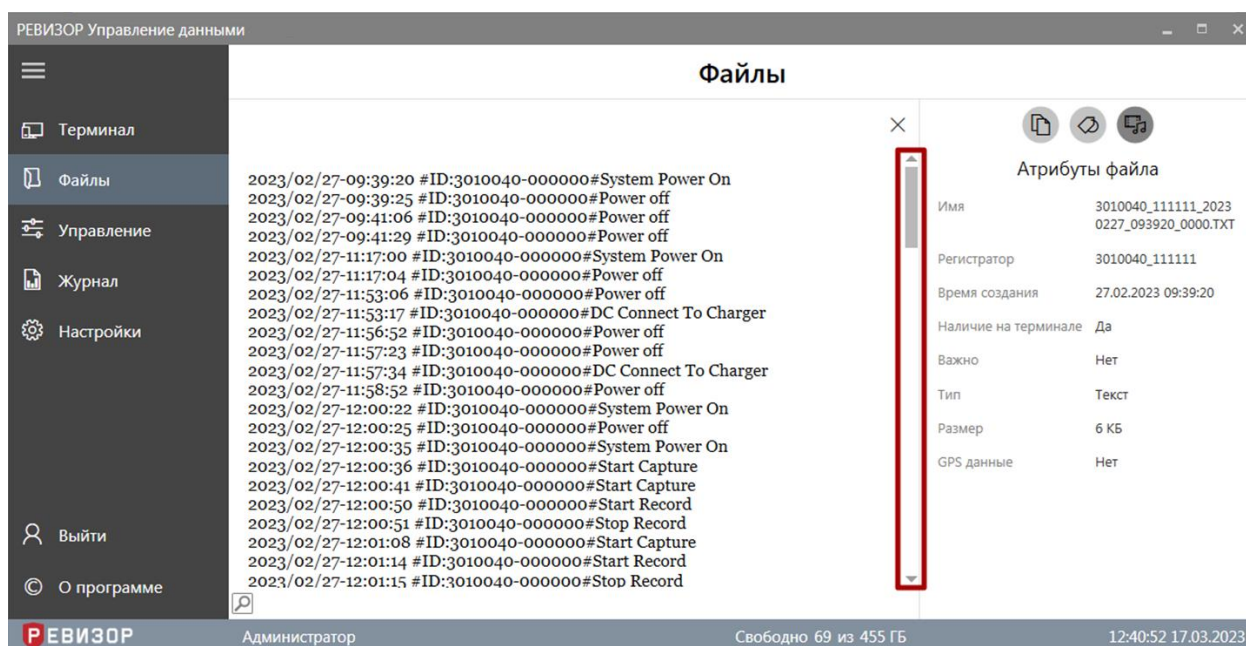 РЕВИЗОР Управление данными
Файлы
Терминал
Файлы
Управление
Журнал
Настройки
Выйти
© О программе
2023/02/27-09:39:20 #ID:3010040-000000#System Power On
2023/02/27-09:39:25 #ID:3010040-000000#Power off
2023/02/27-09:41:06 #ID:3010040-000000#Power off
2023/02/27-09:41:29 #ID:3010040-000000#Power off
2023/02/27-11:17:00 #ID:3010040-000000#System Power On
2023/02/27-11:17:04 #ID:3010040-000000#Power off
2023/02/27-11:53:06 #ID:3010040-000000#Power off
2023/02/27-11:53:17 #ID:3010040-000000#DC Connect To Charger
2023/02/27-11:56:52 #ID:3010040-000000#Power off
2023/02/27-11:57:23 #ID:3010040-000000#Power off
2023/02/27-11:57:34 #ID:3010040-000000#DC Connect To Charger
2023/02/27-11:58:52 #ID:3010040-000000#Power off
2023/02/27-12:00:22 #ID:3010040-000000#System Power On
2023/02/27-12:00:25 #ID:3010040-000000#Power off
2023/02/27-12:00:35 #ID:3010040-000000#System Power On
2023/02/27-12:00:36 #ID:3010040-000000#Start Capture
2023/02/27-12:00:41 #ID:3010040-000000#Start Capture
2023/02/27-12:00:50 #ID:3010040-000000#Start Record
2023/02/27-12:00:51 #ID:3010040-000000#Stop Record
2023/02/27-12:01:08 #ID:3010040-000000#Start Capture
2023/02/27-12:01:14 #ID:3010040-000000#Start Record
2023/02/27-12:01:15 #ID:3010040-000000#Stop Record
Атрибуты файла
Имя 3010040_111111_2023
0227_093920_0000.TXT
Регистратор 3010040_111111
Время создания 27.02.2023 09:39:20
Наличие на терминале Да
Важно Нет
Тип Текст
Размер 6 КБ
GPS данные Нет
РЕВИЗОР Администратор Свободно 69 из 455 ГБ 12:40:52 17.03.2023